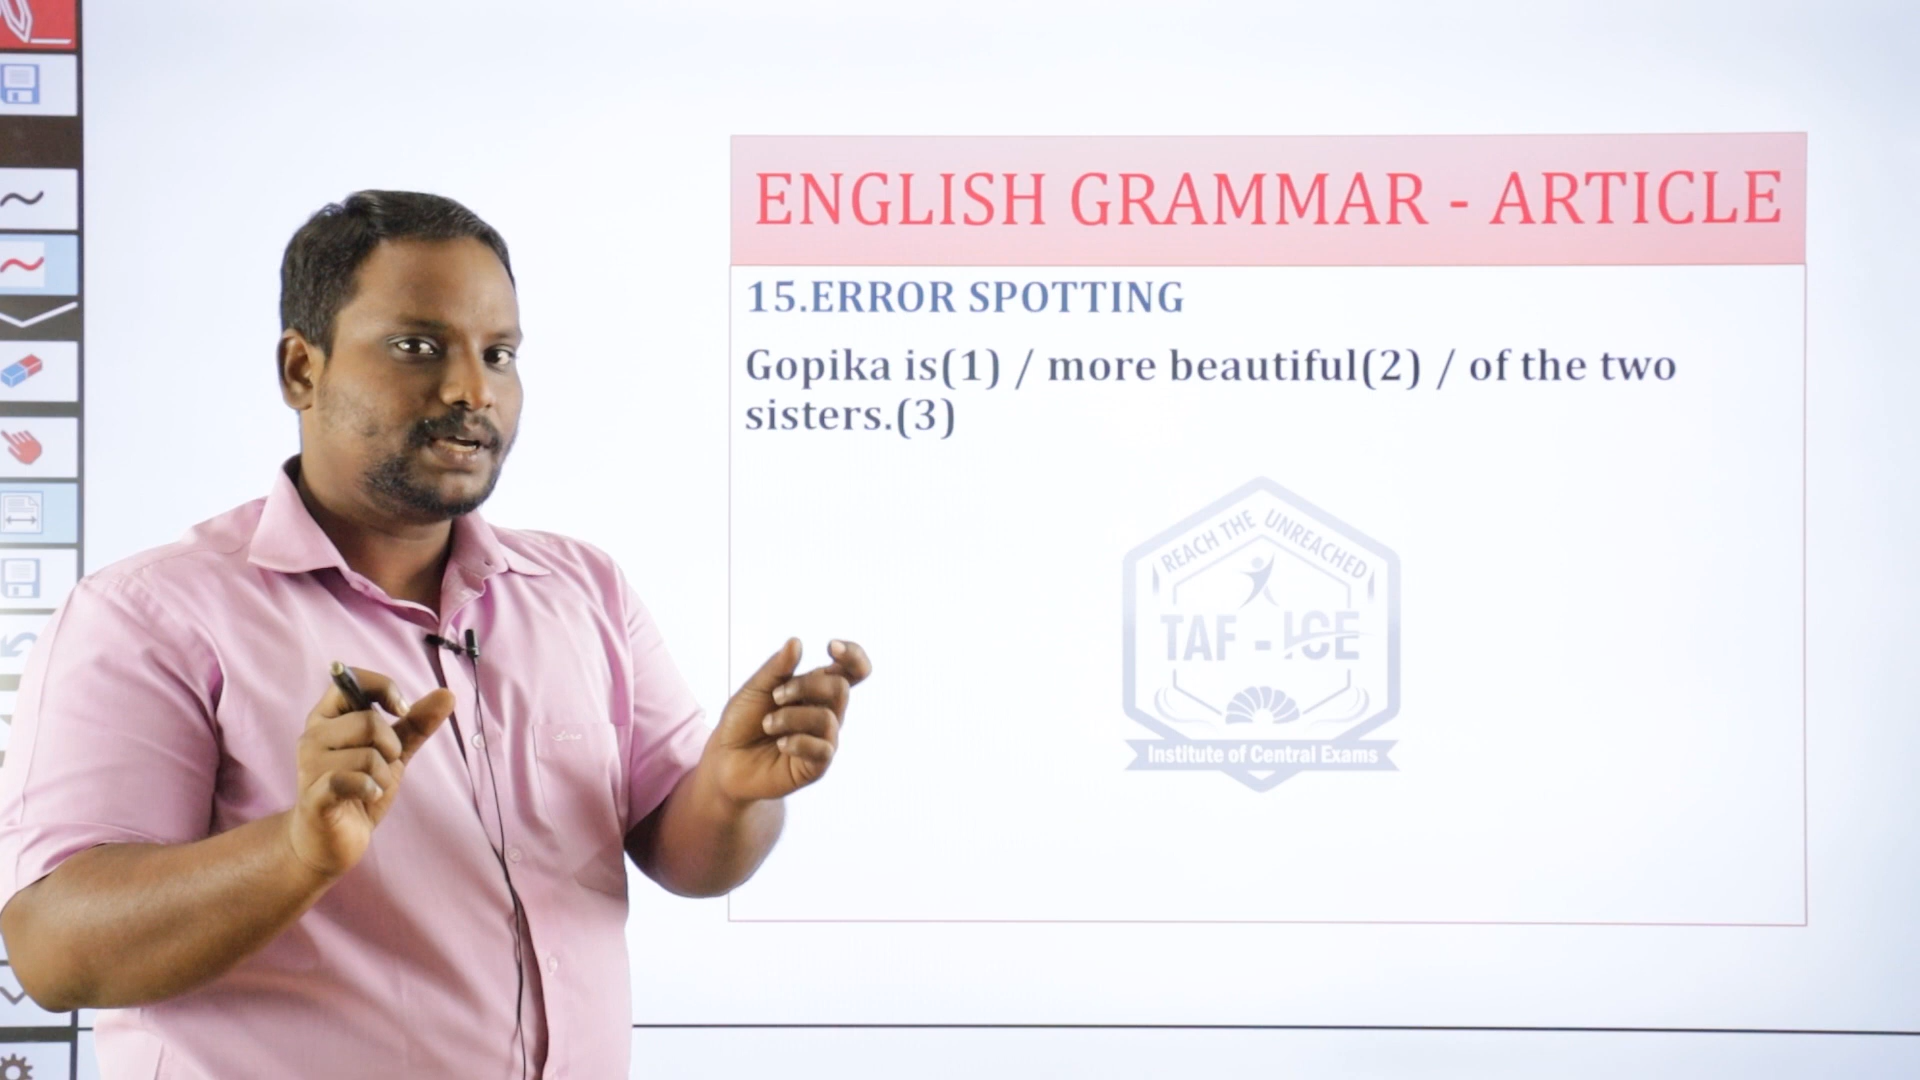 ENGLISH GRAMMAR - ARTICLE
15.ERROR SPOTTING
Gopika is(1) / more beautiful(2) / of the two
sisters.(3)
REACH THE UNREACHED
TAF - ICE
Institute of Central Exams